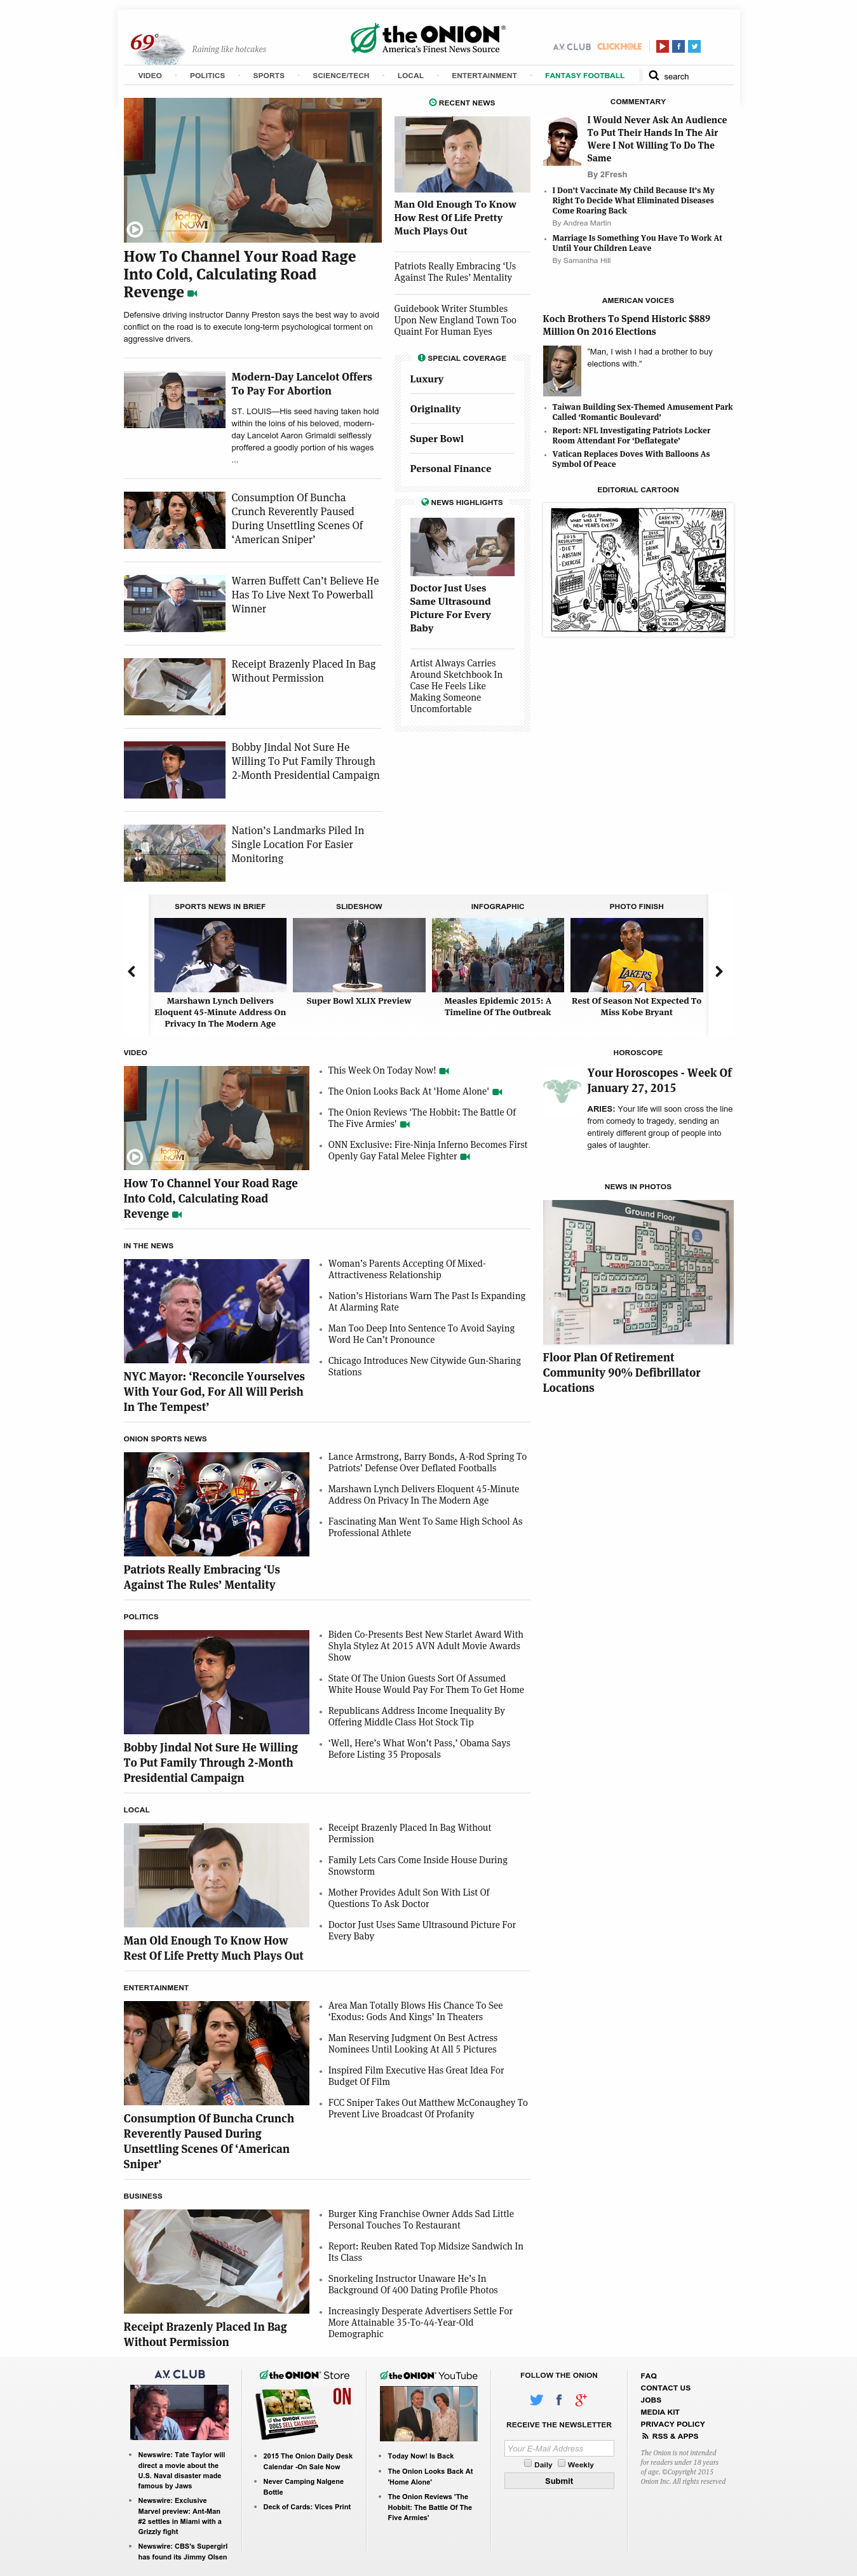 69°
Raining like hotcakes
the ONION
America's Finest News Source
A.V. CLUB
CLICKHOLE
VIDEO
POLITICS
SPORTS
SCIENCE/TECH
LOCAL
ENTERTAINMENT
FANTASY FOOTBALL
search
today NOW!
How To Channel Your Road Rage
Into Cold, Calculating Road
Revenge
Defensive driving instructor Danny Preston says the best way to avoid
conflict on the road is to execute long-term psychological torment on
aggressive drivers.
Modern-Day Lancelot Offers
To Pay For Abortion
ST. LOUIS—His seed having taken hold
within the loins of his beloved, modern-
day Lancelot Aaron Grimaldi selflessly
proffered a goodly portion of his wages
...
Consumption Of Buncha
Crunch Reverently Paused
During Unsettling Scenes Of
‘American Sniper’
Warren Buffett Can’t Believe He
Has To Live Next To Powerball
Winner
Receipt Brazenly Placed In Bag
Without Permission
Bobby Jindal Not Sure He
Willing To Put Family Through
2-Month Presidential Campaign
Nation’s Landmarks Piled In
Single Location For Easier
Monitoring
RECENT NEWS
Man Old Enough To Know
How Rest Of Life Pretty
Much Plays Out
Patriots Really Embracing ‘Us
Against The Rules’ Mentality
Guidebook Writer Stumbles
Upon New England Town Too
Quaint For Human Eyes
SPECIAL COVERAGE
Luxury
Originality
Super Bowl
Personal Finance
NEWS HIGHLIGHTS
Doctor Just Uses
Same Ultrasound
Picture For Every
Baby
Artist Always Carries
Around Sketchbook In
Case He Feels Like
Making Someone
Uncomfortable
COMMENTARY
I Would Never Ask An Audience
To Put Their Hands In The Air
Were I Not Willing To Do The
Same
By 2Fresh
I Don't Vaccinate My Child Because It's My
Right To Decide What Eliminated Diseases
Come Roaring Back
By Andrea Martin
Marriage Is Something You Have To Work At
Until Your Children Leave
By Samantha Hill
AMERICAN VOICES
Koch Brothers To Spend Historic $889
Million On 2016 Elections
“Man, I wish I had a brother to buy
elections with.”
Taiwan Building Sex-Themed Amusement Park
Called ‘Romantic Boulevard’
Report: NFL Investigating Patriots Locker
Room Attendant For ‘Deflategate’
Vatican Replaces Doves With Balloons As
Symbol Of Peace
EDITORIAL CARTOON
SPORTS NEWS IN BRIEF
Marshawn Lynch Delivers
Eloquent 45-Minute Address On
Privacy In The Modern Age
SLIDESHOW
Super Bowl XLIX Preview
INFOGRAPHIC
Measles Epidemic 2015: A
Timeline Of The Outbreak
PHOTO FINISH
LAKERS
24
Rest Of Season Not Expected To
Miss Kobe Bryant
VIDEO
today NOW!
How To Channel Your Road Rage
Into Cold, Calculating Road
Revenge
This Week On Today Now!
The Onion Looks Back At 'Home Alone'
The Onion Reviews 'The Hobbit: The Battle Of
The Five Armies'
ONN Exclusive: Fire-Ninja Inferno Becomes First
Openly Gay Fatal Melee Fighter
HOROSCOPE
Your Horoscopes - Week Of
January 27, 2015
ARIES: Your life will soon cross the line
from comedy to tragedy, sending an
entirely different group of people into
gales of laughter.
NEWS IN PHOTOS
Ground Floor
Floor Plan Of Retirement
Community 90% Defibrillator
Locations
IN THE NEWS
NYC Mayor: ‘Reconcile Yourselves
With Your God, For All Will Perish
In The Tempest’
Woman’s Parents Accepting Of Mixed-
Attractiveness Relationship
Nation’s Historians Warn The Past Is Expanding
At Alarming Rate
Man Too Deep Into Sentence To Avoid Saying
Word He Can’t Pronounce
Chicago Introduces New Citywide Gun-Sharing
Stations
ONION SPORTS NEWS
Patriots Really Embracing ‘Us
Against The Rules’ Mentality
Lance Armstrong, Barry Bonds, A-Rod Spring To
Patriots’ Defense Over Deflated Footballs
Marshawn Lynch Delivers Eloquent 45-Minute
Address On Privacy In The Modern Age
Fascinating Man Went To Same High School As
Professional Athlete
POLITICS
Bobby Jindal Not Sure He Willing
To Put Family Through 2-Month
Presidential Campaign
Biden Co-Presents Best New Starlet Award With
Shyla Stylez At 2015 AVN Adult Movie Awards
Show
State Of The Union Guests Sort Of Assumed
White House Would Pay For Them To Get Home
Republicans Address Income Inequality By
Offering Middle Class Hot Stock Tip
‘Well, Here’s What Won’t Pass,’ Obama Says
Before Listing 35 Proposals
LOCAL
Man Old Enough To Know How
Rest Of Life Pretty Much Plays Out
Receipt Brazenly Placed In Bag Without
Permission
Family Lets Cars Come Inside House During
Snowstorm
Mother Provides Adult Son With List Of
Questions To Ask Doctor
Doctor Just Uses Same Ultrasound Picture For
Every Baby
ENTERTAINMENT
Consumption Of Buncha Crunch
Reverently Paused During
Unsettling Scenes Of ‘American
Sniper’
Area Man Totally Blows His Chance To See
‘Exodus: Gods And Kings’ In Theaters
Man Reserving Judgment On Best Actress
Nominees Until Looking At All 5 Pictures
Inspired Film Executive Has Great Idea For
Budget Of Film
FCC Sniper Takes Out Matthew McConaughey To
Prevent Live Broadcast Of Profanity
BUSINESS
Receipt Brazenly Placed In Bag
Without Permission
Burger King Franchise Owner Adds Sad Little
Personal Touches To Restaurant
Report: Reuben Rated Top Midsize Sandwich In
Its Class
Snorkeling Instructor Unaware He’s In
Background Of 400 Dating Profile Photos
Increasingly Desperate Advertisers Settle For
More Attainable 35-To-44-Year-Old
Demographic
A.V. CLUB
Newswire: Tate Taylor will
direct a movie about the
U.S. Naval disaster made
famous by Jaws
Newswire: Exclusive
Marvel preview: Ant-Man
#2 settles in Miami with a
Grizzly fight
Newswire: CBS's Supergirl
has found its Jimmy Olsen
the ONION Store
ON
DOGS SELL CALENDARS
2015 The Onion Daily Desk
Calendar -On Sale Now
Never Camping Nalgene
Bottle
Deck of Cards: Vices Print
the ONION YouTube
Today Now! Is Back
The Onion Looks Back At
'Home Alone'
The Onion Reviews 'The
Hobbit: The Battle Of The
Five Armies'
FOLLOW THE ONION
RECEIVE THE NEWSLETTER
Your E-Mail Address
Daily Weekly
Submit
FAQ
CONTACT US
JOBS
MEDIA KIT
PRIVACY POLICY
RSS & APPS
The Onion is not intended
for readers under 18 years
of age. ©Copyright 2015
Onion Inc. All rights reserved